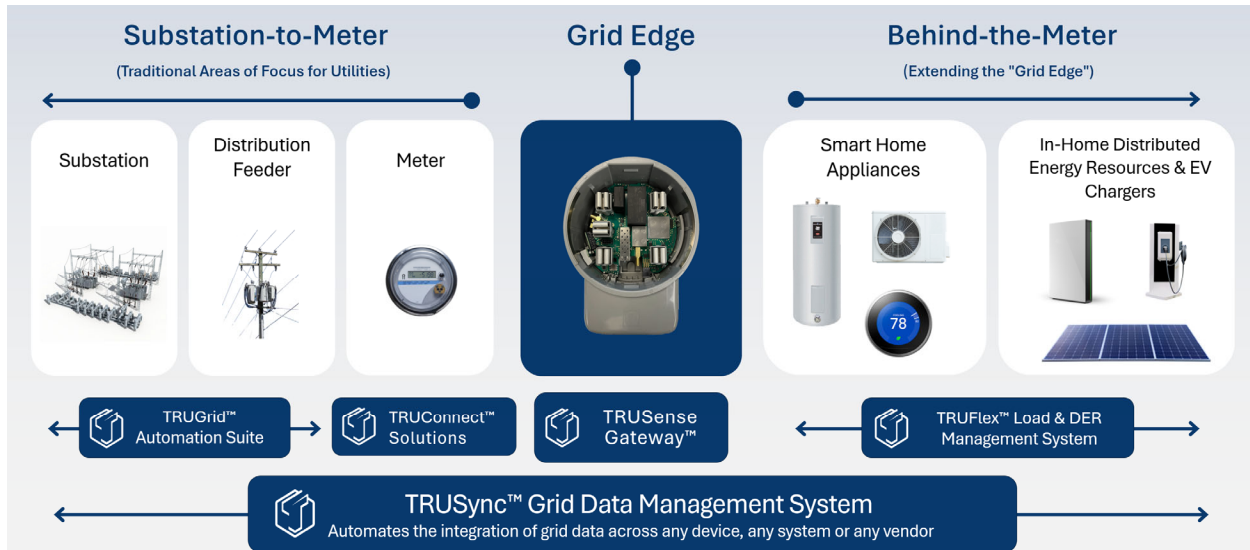 Substation-to-Meter
(Traditional Areas of Focus for Utilities)
Grid Edge
Behind-the-Meter
(Extending the "Grid Edge")
Substation
Distribution
Feeder
Meter
Smart Home
Appliances
78
In-Home Distributed
Energy Resources & EV
Chargers
TRUGrid™
Automation Suite
TRUConnect™
Solutions
TRUSense
Gateway™
TRUFlex™ Load & DER
Management System
TRUSync™ Grid Data Management System
Automates the integration of grid data across any device, any system or any vendor